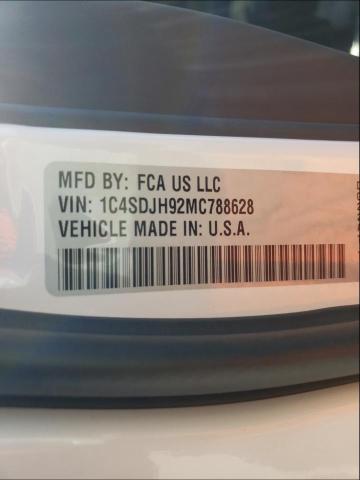 MFD BY: FCA US LLC
VIN: 1C4SDJH92MC788628
VEHICLE MADE IN: U.S.A.